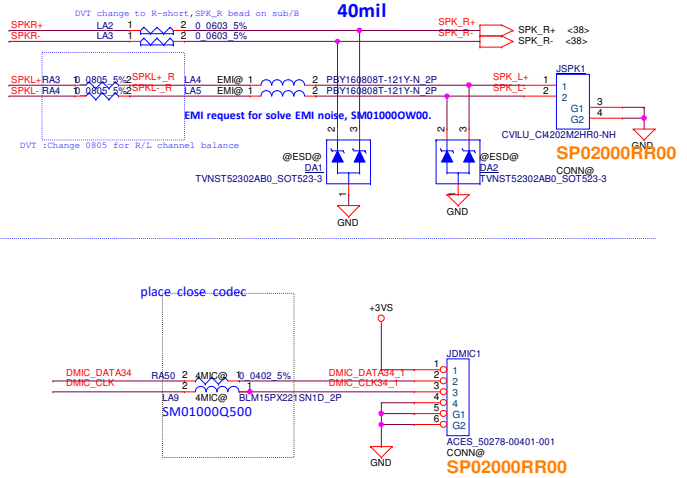 DVT change to R-short,SPK_R bead on sub/B
40mil
SPKR+ LA2 1 2 0_0603_5% SPK_R+ SPK_R+ <38>
SPKR- LA3 1 2 0_0603_5% SPK_R- SPK_R- <38>
JSPK1
SPKL+ RA3 1 0_0805_5% 2 SPKL+_R LA4 EMI@ 1 2 PBY160808T-121Y-N_2P SPK_L+ 1 1
SPKL- RA4 1 0_0805_5% 2 SPKL-_R LA5 EMI@ 1 2 PBY160808T-121Y-N_2P SPK_L- 2 2
G1 3
G2 4
EMI request for solve EMI noise, SM01000OW00.
2 3 2 3
CVILU_CI4202M2HR0-NH
GND
DVT :Change 0805 for R/L channel balance
SP02000RR00
@ESD@ @ESD@
DA1 DA2
CONN@
TVNST52302AB0_SOT523-3 TVNST52302AB0_SOT523-3
1 1
GND GND
place close codec
+3VS
JDMIC1
1 1
DMIC_DATA34 RA50 2 4MIC@ 1 0_0402_5% DMIC_DATA34_1 2 2
DMIC_CLK 2 1 DMIC_CLK34_1 3 3
LA9 4MIC@ BLM15PX221SN1D_2P 4 4
SM01000Q500
5 G1
6 G2
ACES_50278-00401-001
CONN@
GND
SP02000RR00